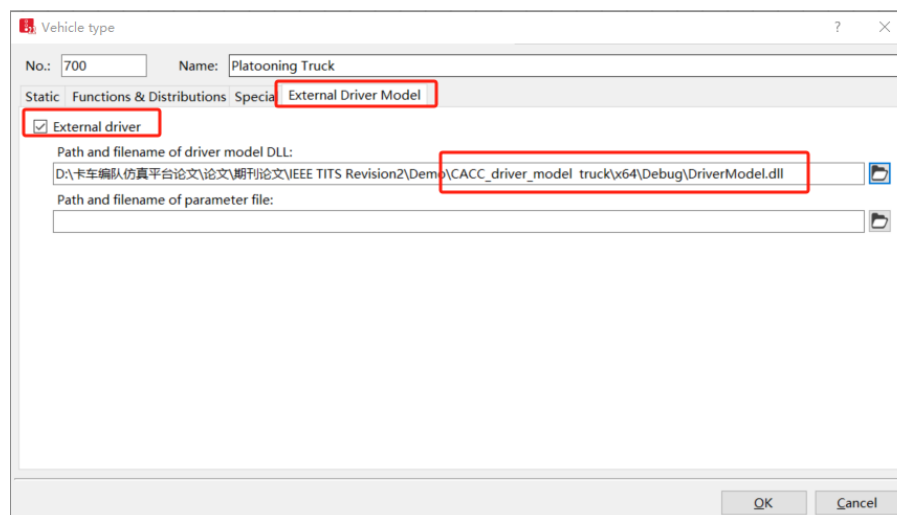 Vehicle type
No.: 700 Name: Platooning Truck
Static Functions & Distributions Specia External Driver Model
External driver
Path and filename of driver model DLL:
D:\卡车编队仿真平台论文\论文\期刊论文\IEEE TITS Revision2\Demo\CACC_driver_model truck\x64\Debug\DriverModel.dll
Path and filename of parameter file:
OK Cancel